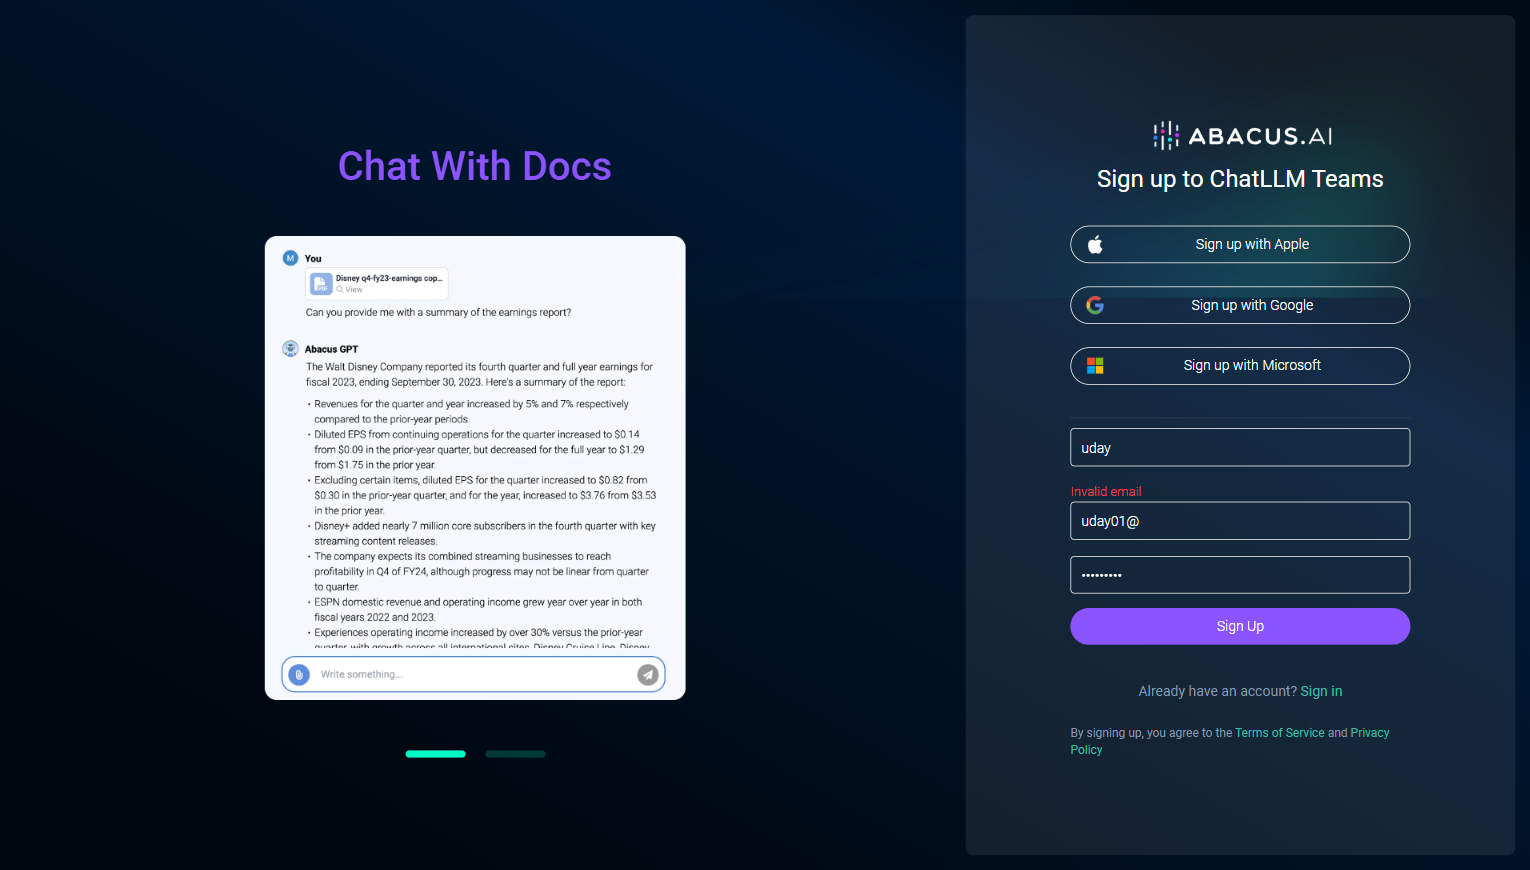 Chat With Docs
M You
Disney q4-fy23-earnings cop...
PDF
View
Can you provide me with a summary of the earnings report?
Abacus GPT
The Walt Disney Company reported its fourth quarter and full year earnings for
fiscal 2023, ending September 30, 2023. Here's a summary of the report:
• Revenues for the quarter and year increased by 5% and 7% respectively
compared to the prior-year periods.
• Diluted EPS from continuing operations for the quarter increased to $0.14
from $0.09 in the prior-year quarter, but decreased for the full year to $1.29
from $1.75 in the prior year.
• Excluding certain items, diluted EPS for the quarter increased to $0.82 from
$0.30 in the prior-year quarter, and for the year, increased to $3.76 from $3.53
in the prior year.
• Disney+ added nearly 7 million core subscribers in the fourth quarter with key
streaming content releases.
• The company expects its combined streaming businesses to reach
profitability in Q4 of FY24, although progress may not be linear from quarter
to quarter.
• ESPN domestic revenue and operating income grew year over year in both
fiscal years 2022 and 2023.
• Experiences operating income increased by over 30% versus the prior-year
quarter, with growth across all international sites, Disney Cruise Line, Disney
Write something...
ABACUS.AI
Sign up to ChatLLM Teams
Sign up with Apple
Sign up with Google
Sign up with Microsoft
uday
Invalid email
uday01@
•••••••••
Sign Up
Already have an account? Sign in
By signing up, you agree to the Terms of Service and Privacy
Policy